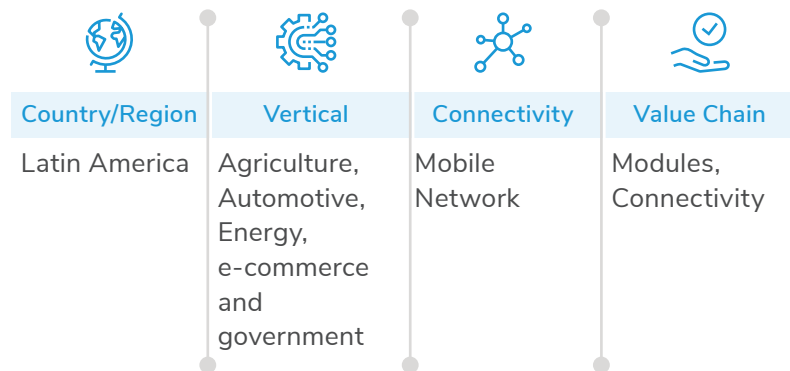 Country/Region
Latin America
Vertical
Agriculture,
Automotive,
Energy,
e-commerce
and
government
Connectivity
Mobile
Network
Value Chain
Modules,
Connectivity